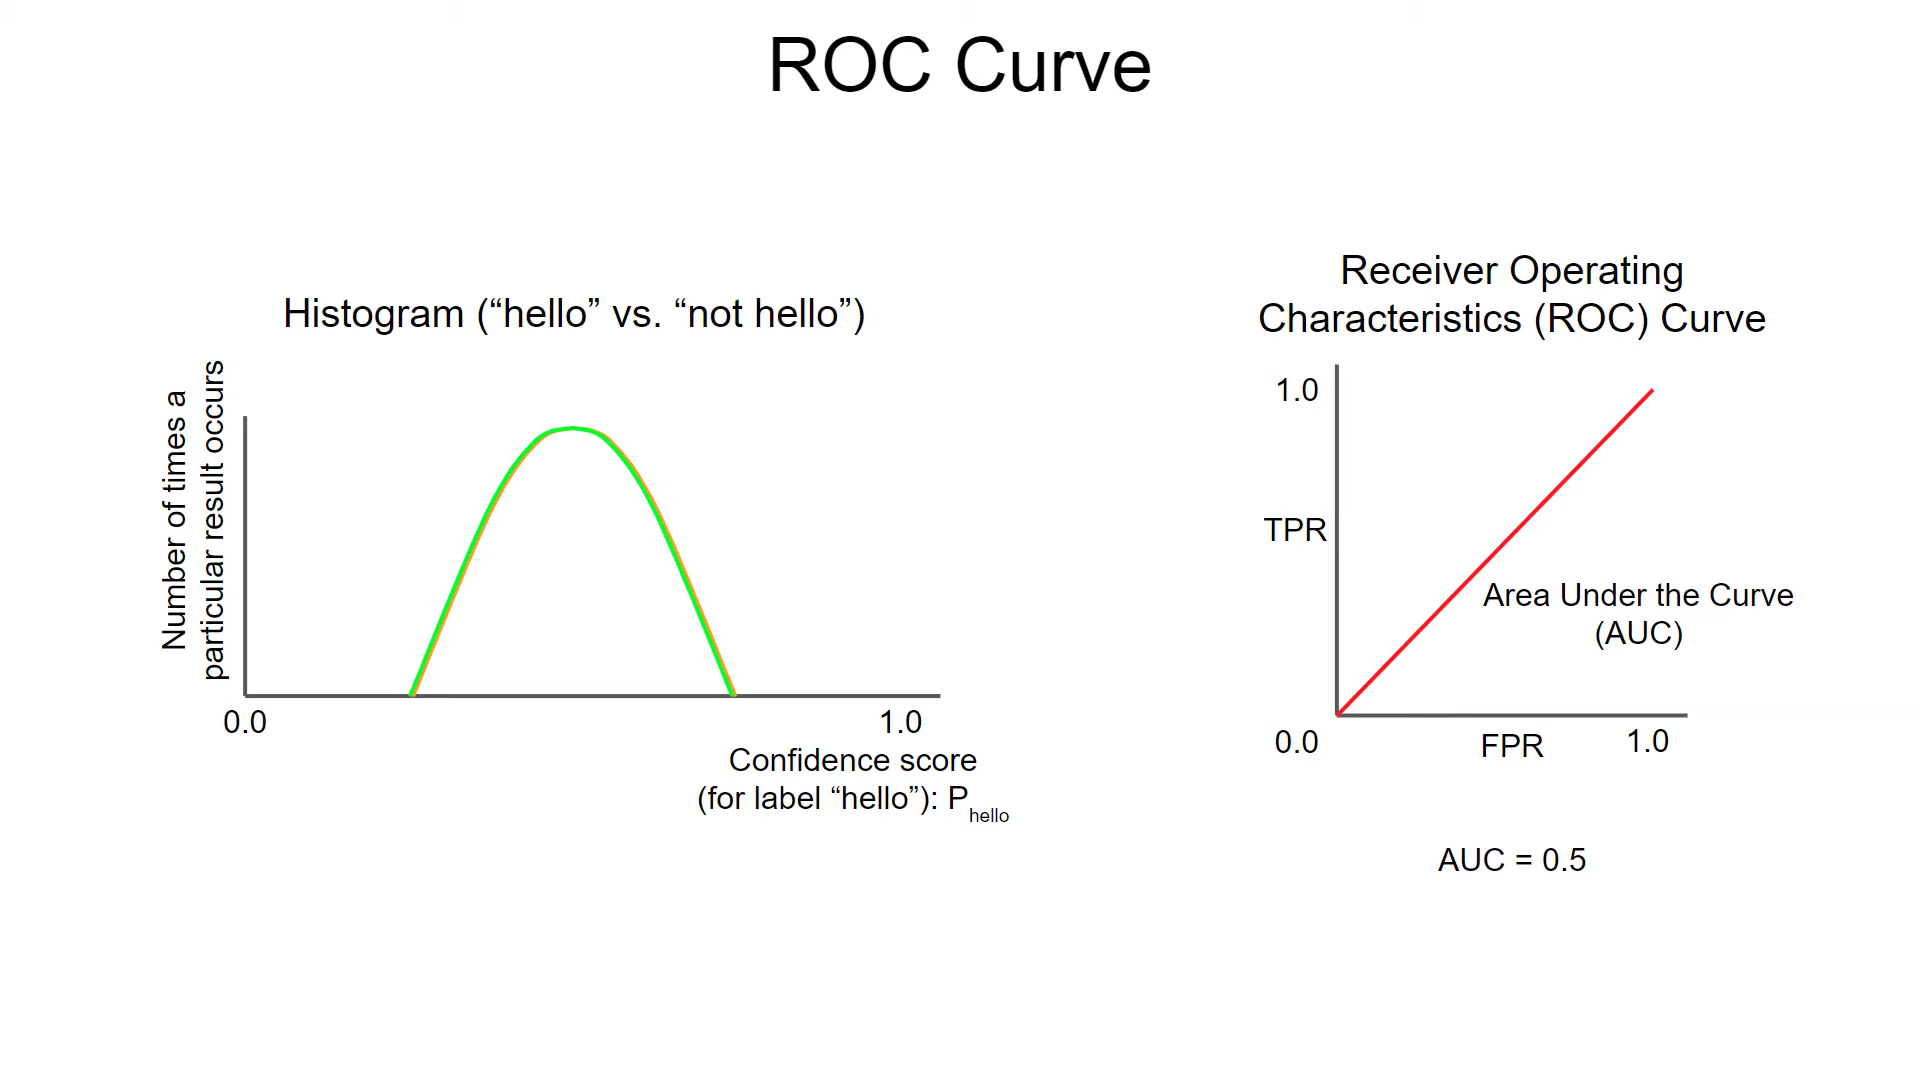 ROC Curve
Histogram (“hello” vs. “not hello”)
Number of times a
particular result occurs
0.0
1.0
Confidence score
(for label “hello”): Phello
Receiver Operating
Characteristics (ROC) Curve
1.0
TPR
Area Under the Curve
(AUC)
0.0
FPR
1.0
AUC = 0.5